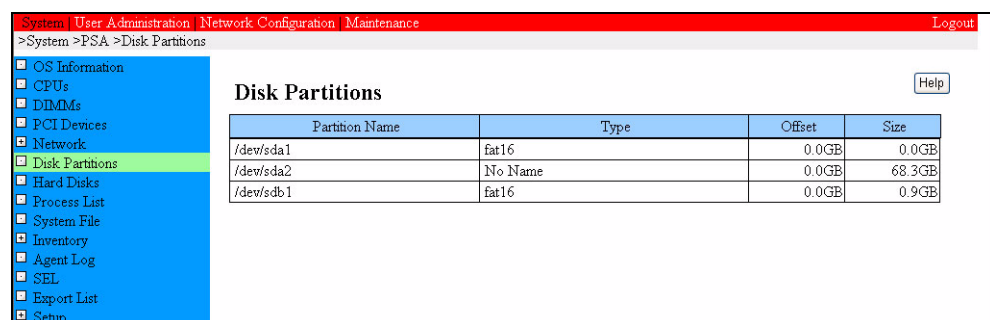 System | User Administration | Network Configuration | Maintenance Logout
>System >PSA >Disk Partitions
OS Information
CPUs
DIMMs
PCI Devices
Network
Disk Partitions
Hard Disks
Process List
System File
Inventory
Agent Log
SEL
Export List
Setup
Disk Partitions
Help
Partition Name Type Offset Size
/dev/sda1 fat16 0.0GB 0.0GB
/dev/sda2 No Name 0.0GB 68.3GB
/dev/sdb1 fat16 0.0GB 0.9GB